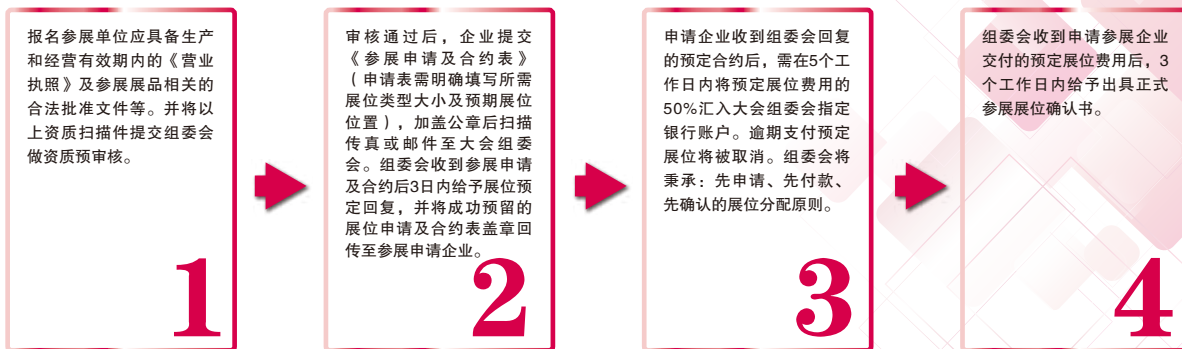 报名参展单位应具备生产
和经营有效期内的《营业
执照》及参展展品相关的
合法批准文件等。并将以
上资质扫描件提交组委会
做资质预审核。
1
审核通过后，企业提交
《参展申请及合约表》
（申请表需明确填写所需
展位类型大小及预期展位
位置），加盖公章后扫描
传真或邮件至大会组委
会。组委会收到参展申请
及合约后3日内给予展位预
定回复，并将成功预留的
展位申请及合约表盖章回
传至参展申请企业。
2
申请企业收到组委会回复
的预定合约后，需在5个工
作日内将预定展位费用的
50%汇入大会组委会指定
银行账户。逾期支付预定
展位将被取消。组委会将
秉承：先申请、先付款、
先确认的展位分配原则。
3
组委会收到申请参展企业
交付的预定展位费用后，3
个工作日内给予出具正式
参展展位确认书。
4